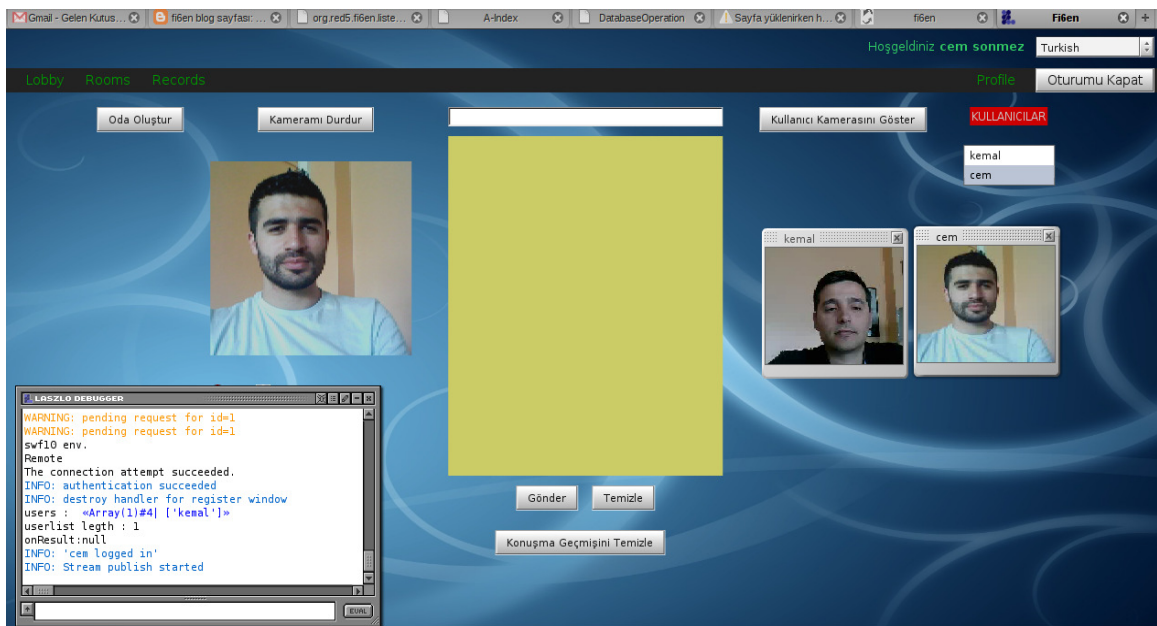 Gmail - Gelen Kutus...
fi6en blog sayfası: ...
org.red5.fi6en.liste...
A-Index
DatabaseOperation
Sayfa yüklenirken h...
fi6en
Fi6en
Hoşgeldiniz cem sonmez
Turkish
Lobby Rooms Records
Profile
Oturumu Kapat
Oda Oluştur
Kameramı Durdur
Kullanıcı Kamerasını Göster
KULLANICILAR
kemal
cem
kemal
cem
LASZLO DEBUGGER
WARNING: pending request for id=1
WARNING: pending request for id=1
swf10 env.
Remote
The connection attempt succeeded.
INFO: authentication succeeded
INFO: destroy handler for register window
users : «Array(1)#4| ['kemal']»
userlist legth : 1
onResult:null
INFO: 'cem logged in'
INFO: Stream publish started
EVAL
Gönder
Temizle
Konuşma Geçmişini Temizle